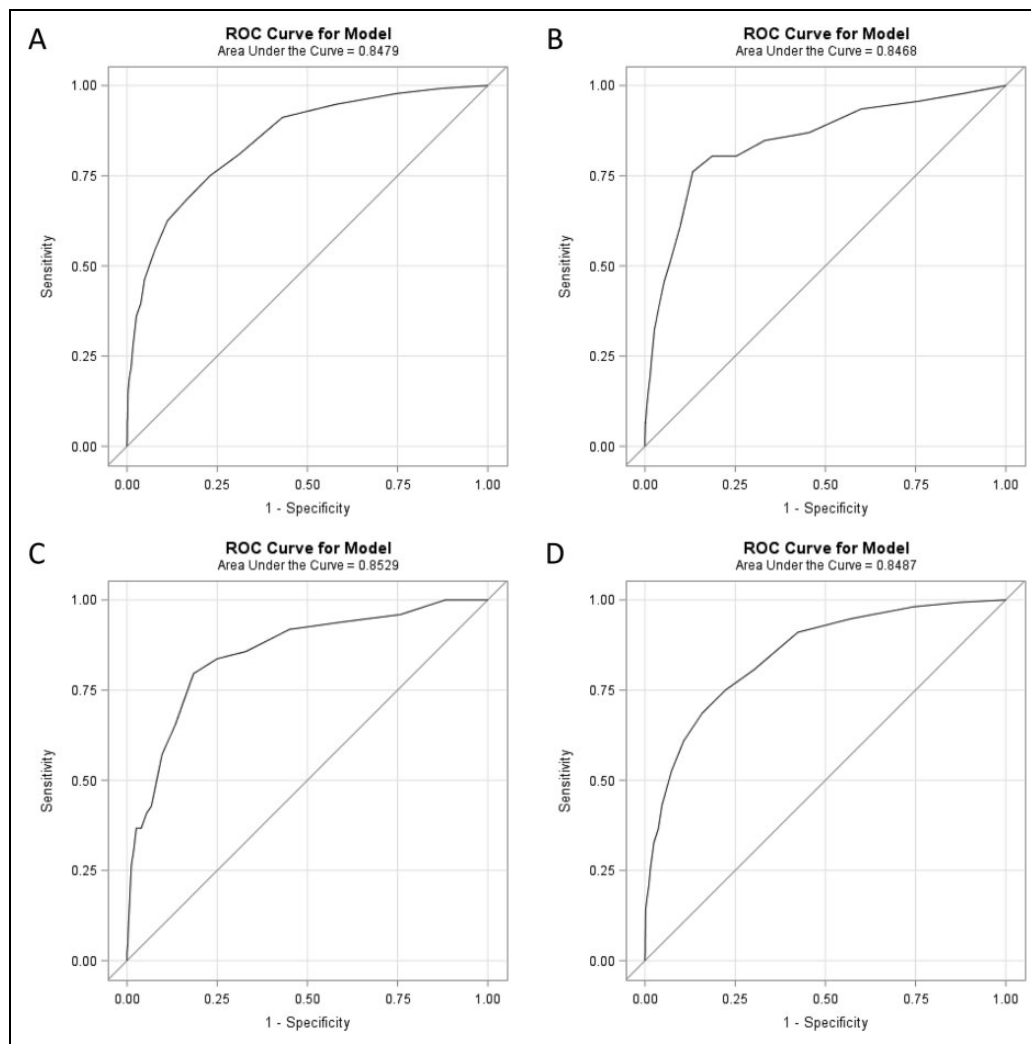 A
ROC Curve for Model
Area Under the Curve = 0.8479
1.00
0.75
0.50
0.25
0.00
Sensitivity
0.00 0.25 0.50 0.75 1.00
1 - Specificity
B
ROC Curve for Model
Area Under the Curve = 0.8468
1.00
0.75
0.50
0.25
0.00
Sensitivity
0.00 0.25 0.50 0.75 1.00
1 - Specificity
C
ROC Curve for Model
Area Under the Curve = 0.8529
1.00
0.75
0.50
0.25
0.00
Sensitivity
0.00 0.25 0.50 0.75 1.00
1 - Specificity
D
ROC Curve for Model
Area Under the Curve = 0.8487
1.00
0.75
0.50
0.25
0.00
Sensitivity
0.00 0.25 0.50 0.75 1.00
1 - Specificity